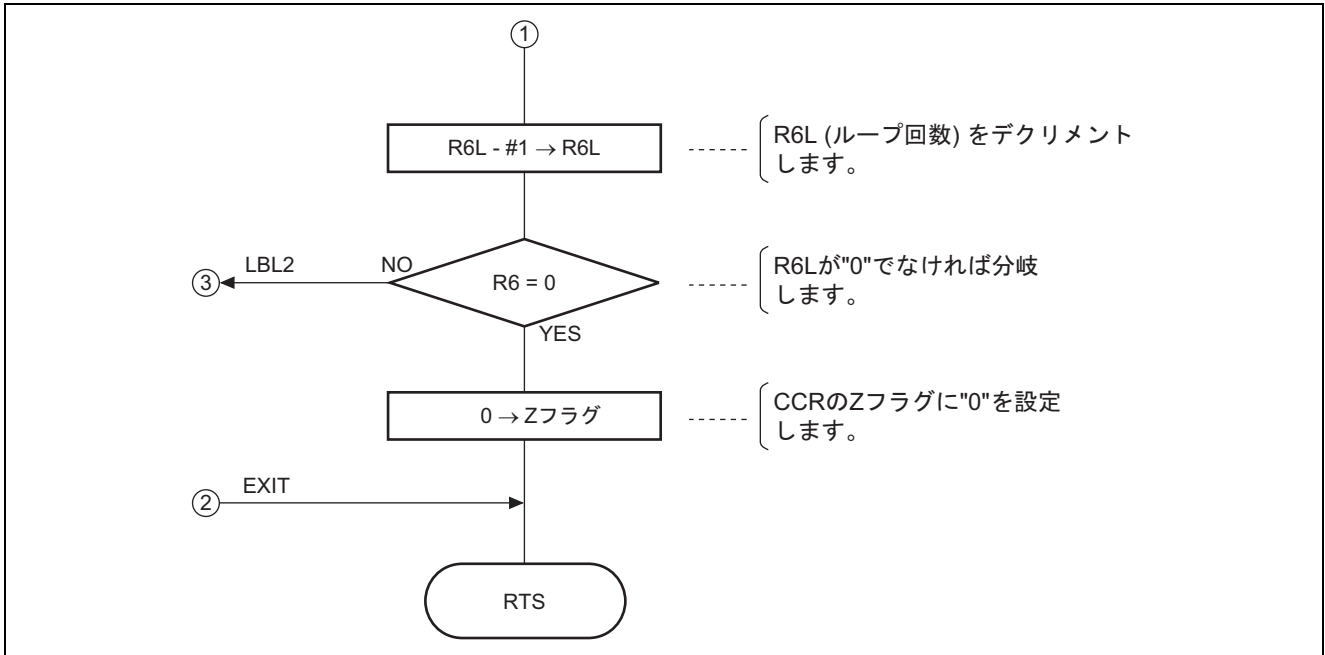 ①
R6L - #1 → R6L
R6L (ループ回数) をデクリメント
します。
③
LBL2
NO
R6 = 0
R6Lが"0"でなければ分岐
します。
YES
0 → Zフラグ
CCRのZフラグに"0"を設定
します。
②
EXIT
RTS